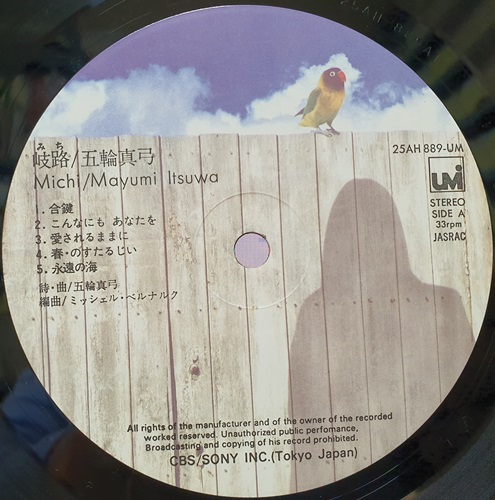 みち
岐路/五輪真弓
Michi/Mayumi Itsuwa
1. 合鍵
2. こんなにも あなたを
3. 愛されるままに
4. 春・のすたるじい
5. 永遠の海
詩・曲/五輪真弓
編曲/ミッシェル・ベルナルク
25AH 889-UM
UMI
STEREO
SIDE A
33rpm
JASRAC
All rights of the manufacturer and of the owner of the recorded
worked reserved. Unauthorized public perfomance,
Broadcasting and copying of his record prohibited.
CBS/SONY INC.(Tokyo Japan)